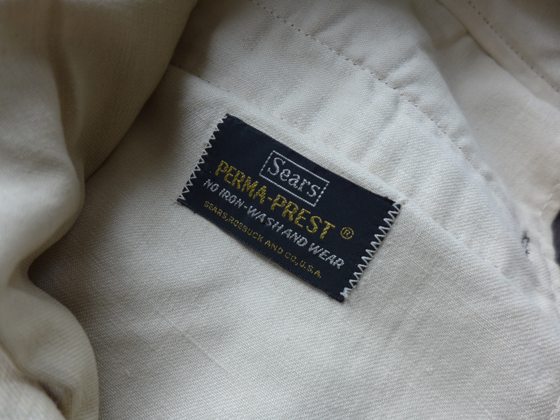 Sears
PERMA-PREST ®
NO IRON-WASH AND WEAR
SEARS, ROEBUCK AND CO., U.S.A.